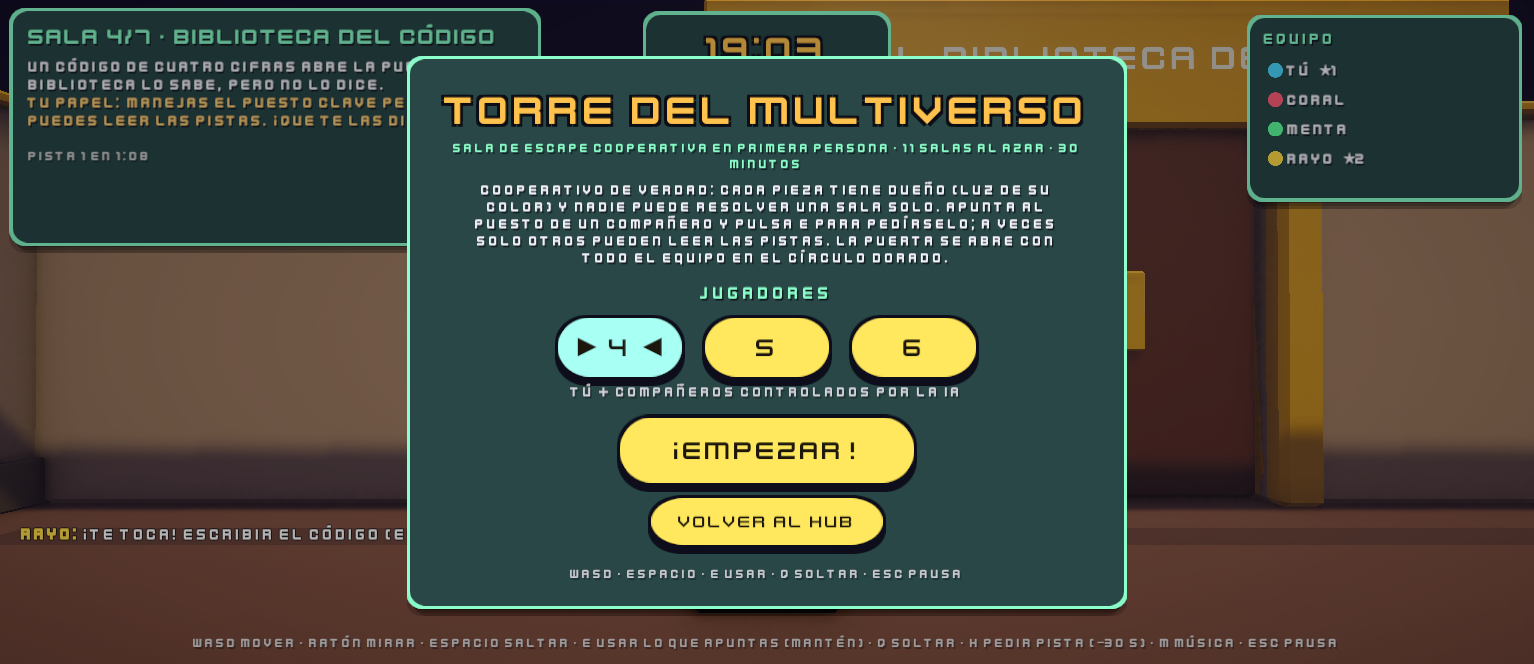 SALA 4/7 · BIBLIOTECA DEL CÓDIGO
UN CÓDIGO DE CUATRO CIFRAS ABRE LA
BIBLIOTECA LO SABE, PERO NO LO DICE.
TU PAPEL: MANEJAS EL PUESTO CLAVE
PUEDES LEER LAS PISTAS. ¡QUE TE LAS
PISTA 1 EN 1:08
19:03
BIBLIOTECA
EQUIPO
TÚ ★1
CORAL
MENTA
RAYO ★2
TORRE DEL MULTIVERSO
SALA DE ESCAPE COOPERATIVA EN PRIMERA PERSONA · 11 SALAS AL AZAR · 30
MINUTOS
COOPERATIVO DE VERDAD: CADA PIEZA TIENE DUEÑO (LUZ DE SU
COLOR) Y NADIE PUEDE RESOLVER UNA SALA SOLO. APUNTA AL
PUESTO DE UN COMPAÑERO Y PULSA E PARA PEDÍRSELO; A VECES
SOLO OTROS PUEDEN LEER LAS PISTAS. LA PUERTA SE ABRE CON
TODO EL EQUIPO EN EL CÍRCULO DORADO.
JUGADORES
▶ 4 ◀
5
6
TÚ + COMPAÑEROS CONTROLADOS POR LA IA
¡EMPEZAR!
VOLVER AL HUB
WASD · ESPACIO · E USAR · Q SOLTAR · ESC PAUSA
RAYO: ¡TE TOCA! ESCRIBIR EL CÓDIGO (E
WASD MOVER · RATÓN MIRAR · ESPACIO SALTAR · E USAR LO QUE APUNTAS (MANTÉN) · Q SOLTAR · H PEDIR PISTA (-30 S) · M MÚSICA · ESC PAUSA